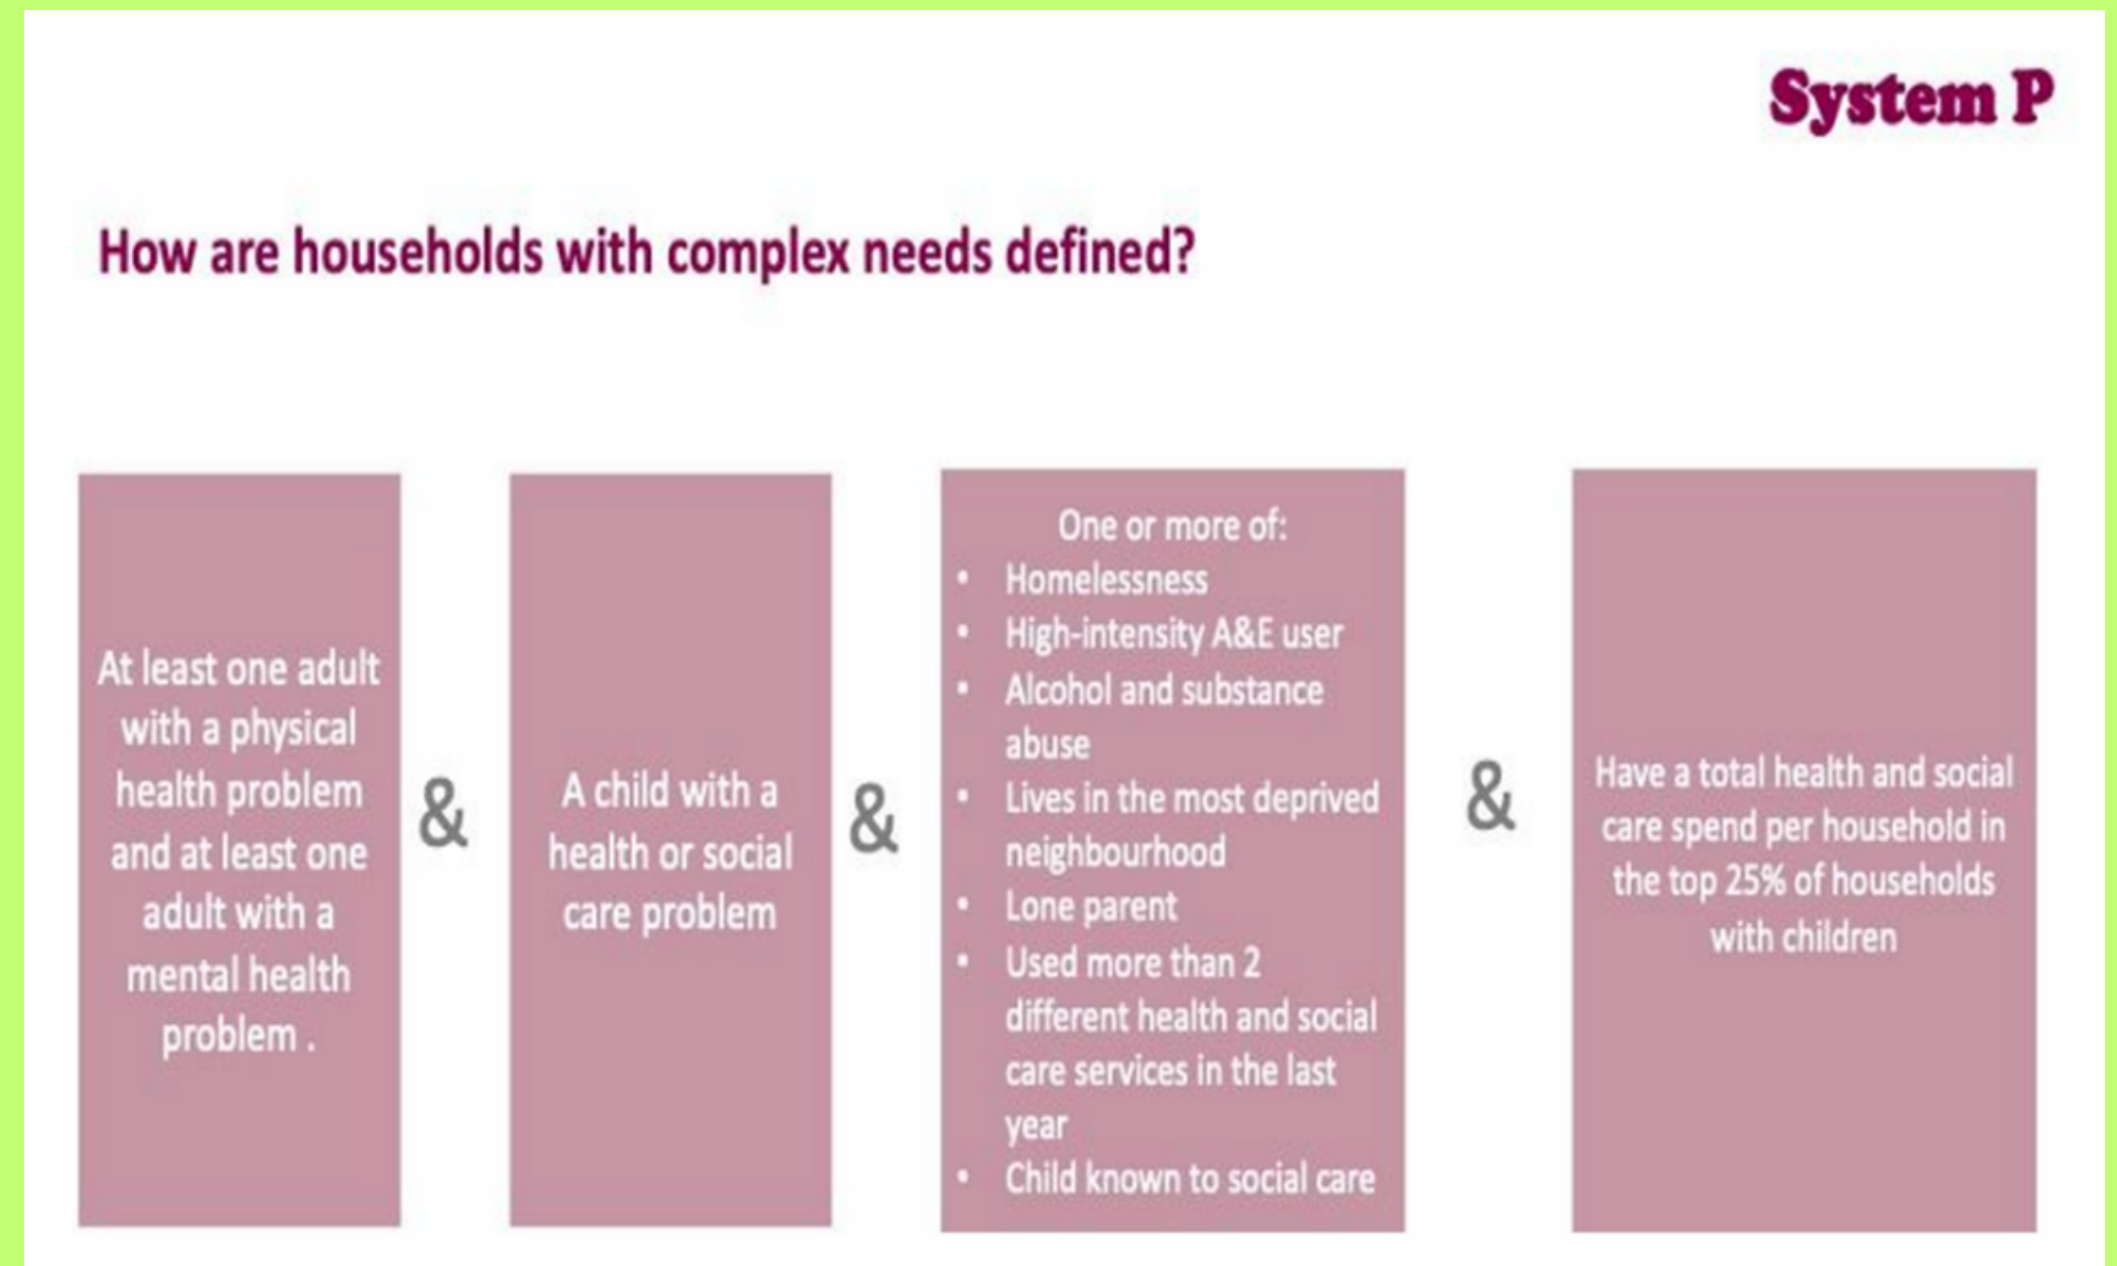 System P
How are households with complex needs defined?
At least one adult
with a physical
health problem
and at least one
adult with a
mental health
problem .
&
A child with a
health or social
care problem
&
One or more of:
• Homelessness
• High-intensity A&E user
• Alcohol and substance
abuse
• Lives in the most deprived
neighbourhood
• Lone parent
• Used more than 2
different health and social
care services in the last
year
• Child known to social care
&
Have a total health and social
care spend per household in
the top 25% of households
with children